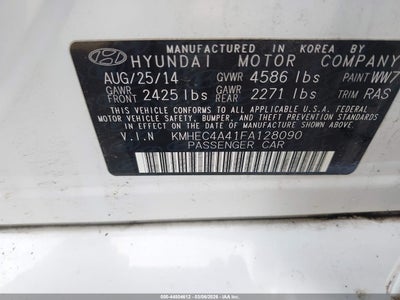 MANUFACTURED IN KOREA BY
HYUNDAI MOTOR COMPANY
AUG/25/14 GVWR 4586 lbs PAINT WW7
GAWR FRONT 2425 lbs GAWR REAR 2271 lbs TRIM RAS
THIS VEHICLE CONFORMS TO ALL APPLICABLE U.S.A. FEDERAL
MOTOR VEHICLE SAFETY, BUMPER, AND THEFT PREVENTION
STANDARDS IN EFFECT ON THE DATE OF MANUFACTURE SHOWN ABOVE.
V.I.N KMHEC4A41FA128090
PASSENGER CAR